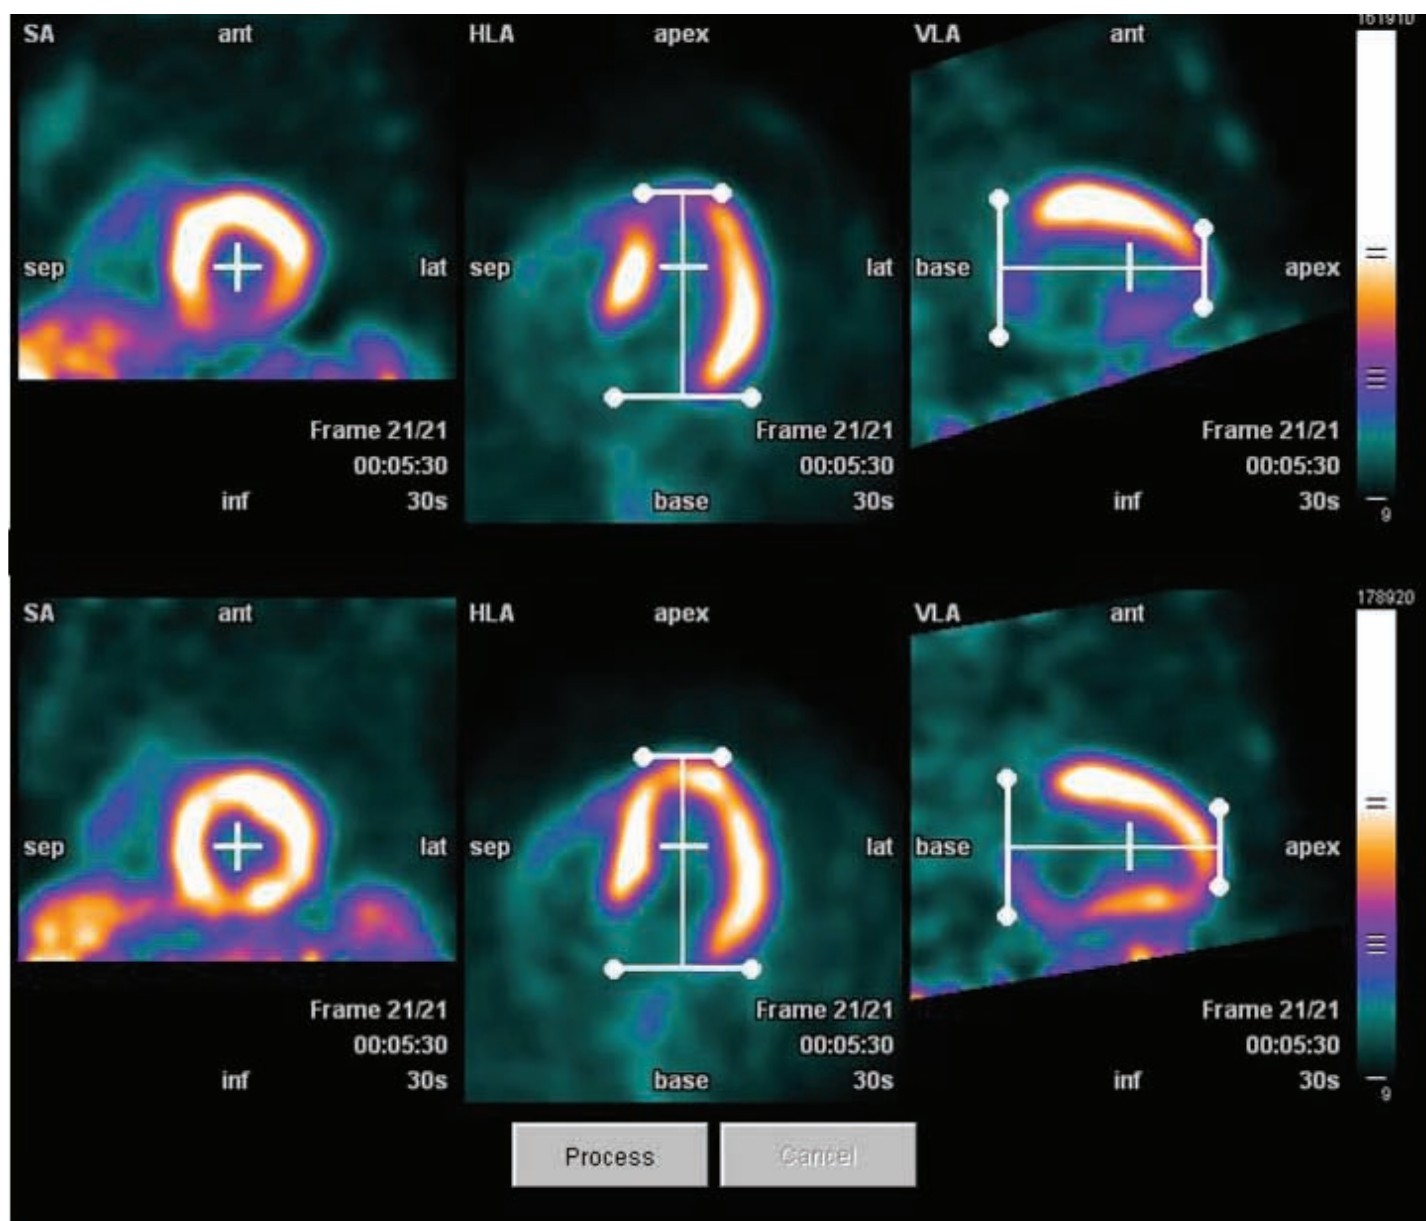 SA ant HLA apex VLA ant 161910
sep lat sep lat base apex
Frame 21/21 Frame 21/21 Frame 21/21
00:05:30 00:05:30 00:05:30
inf 30s base 30s inf 30s
9
SA ant HLA apex VLA ant 178920
sep lat sep lat base apex
Frame 21/21 Frame 21/21 Frame 21/21
00:05:30 00:05:30 00:05:30
inf 30s base 30s inf 30s
9
Process Cancel